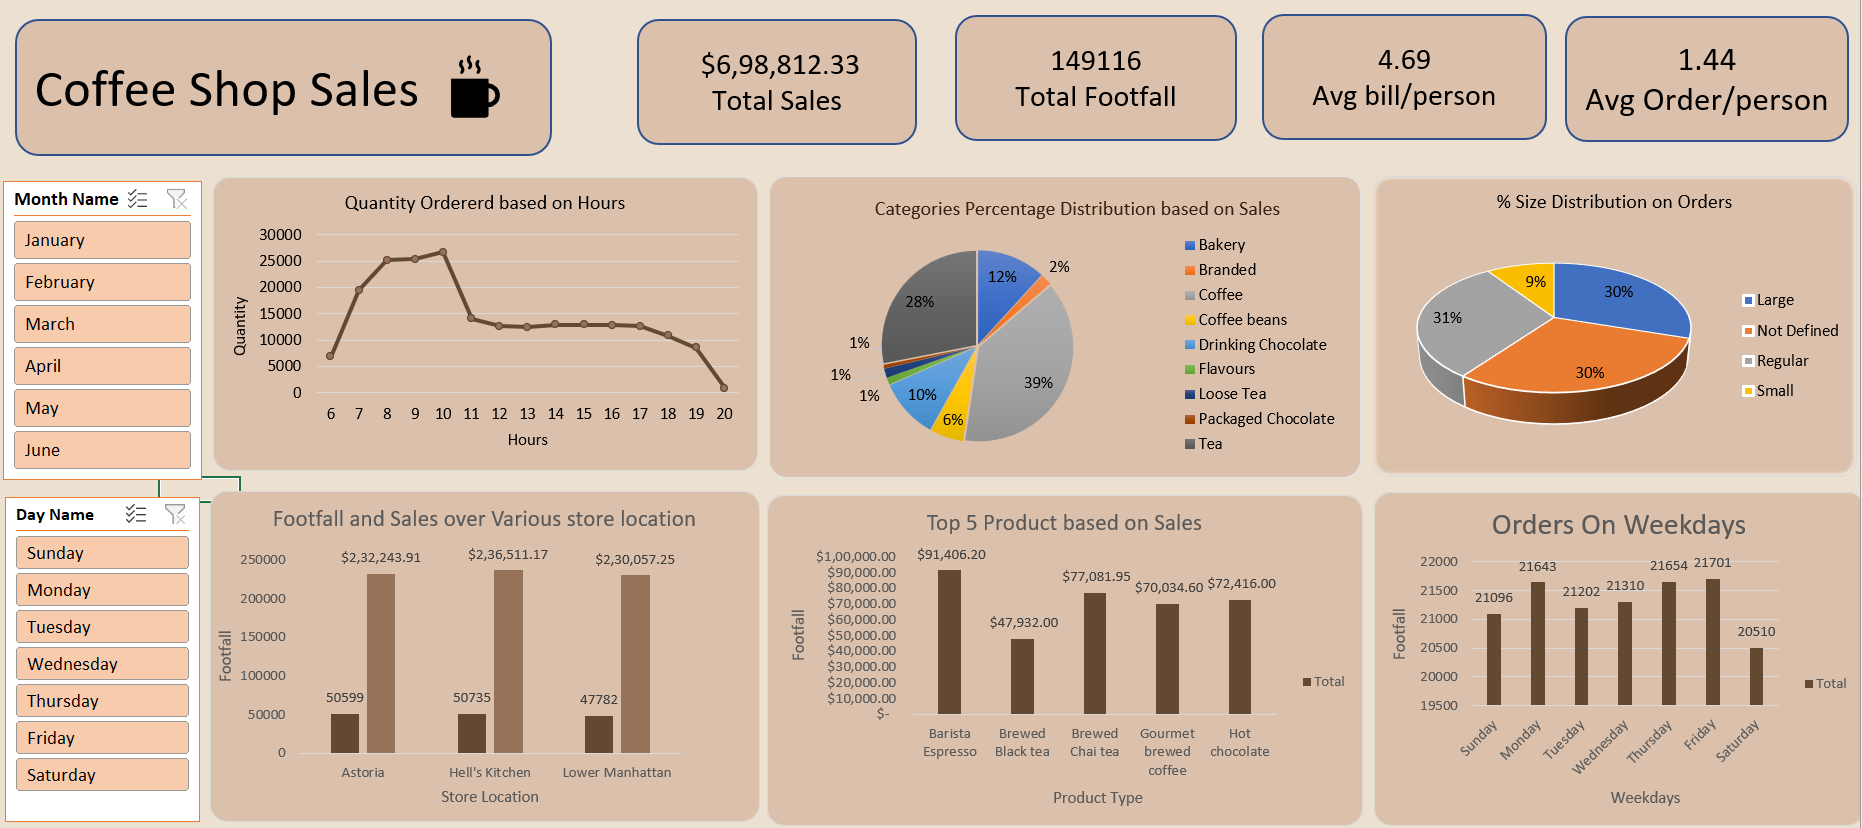 Coffee Shop Sales
$6,98,812.33
Total Sales
149116
Total Footfall
4.69
Avg bill/person
1.44
Avg Order/person
Month Name
January
February
March
April
May
June
Day Name
Sunday
Monday
Tuesday
Wednesday
Thursday
Friday
Saturday
Quantity Ordererd based on Hours
30000
25000
20000
15000
10000
5000
0
Quantity
6 7 8 9 10 11 12 13 14 15 16 17 18 19 20
Hours
Categories Percentage Distribution based on Sales
12%
2%
39%
6%
10%
1%
1%
1%
28%
Bakery
Branded
Coffee
Coffee beans
Drinking Chocolate
Flavours
Loose Tea
Packaged Chocolate
Tea
% Size Distribution on Orders
30%
30%
31%
9%
Large
Not Defined
Regular
Small
Footfall and Sales over Various store location
250000
200000
150000
100000
50000
0
Footfall
$2,32,243.91
$2,36,511.17
$2,30,057.25
50599
50735
47782
Astoria
Hell's Kitchen
Lower Manhattan
Store Location
Top 5 Product based on Sales
$1,00,000.00
$90,000.00
$80,000.00
$70,000.00
$60,000.00
$50,000.00
$40,000.00
$30,000.00
$20,000.00
$10,000.00
$-
Footfall
$91,406.20
$47,932.00
$77,081.95
$70,034.60
$72,416.00
Barista
Espresso
Brewed
Black tea
Brewed
Chai tea
Gourmet
brewed
coffee
Hot
chocolate
Product Type
Total
Orders On Weekdays
22000
21500
21000
20500
20000
19500
Footfall
21096
21643
21202
21310
21654
21701
20510
Sunday
Monday
Tuesday
Wednesday
Thursday
Friday
Saturday
Weekdays
Total